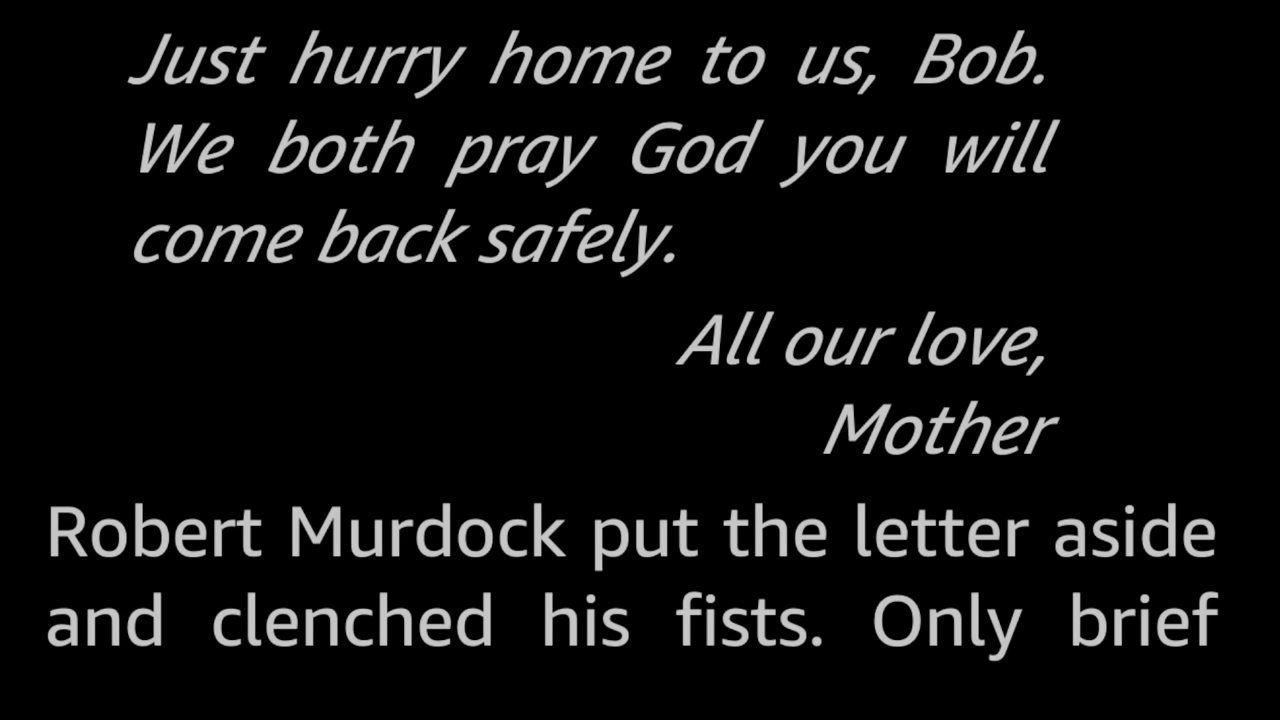 Just hurry home to us, Bob.
We both pray God you will
come back safely.
All our love,
Mother
Robert Murdock put the letter aside
and clenched his fists. Only brief